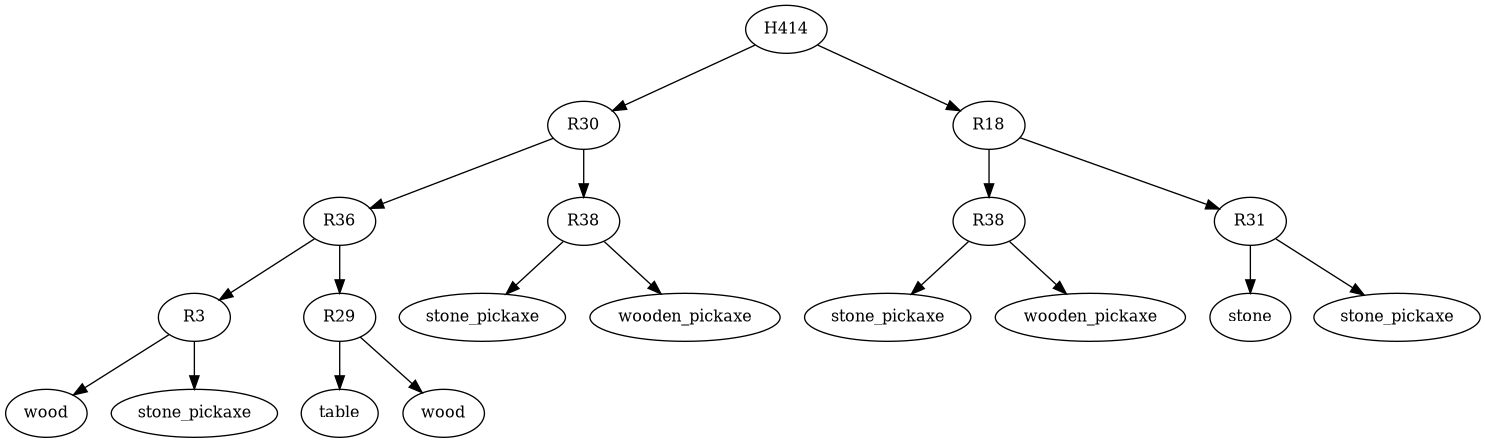 H414
R30 R18
R36 R38 R38 R31
R3 R29 stone_pickaxe wooden_pickaxe stone_pickaxe wooden_pickaxe stone stone_pickaxe
wood stone_pickaxe table wood